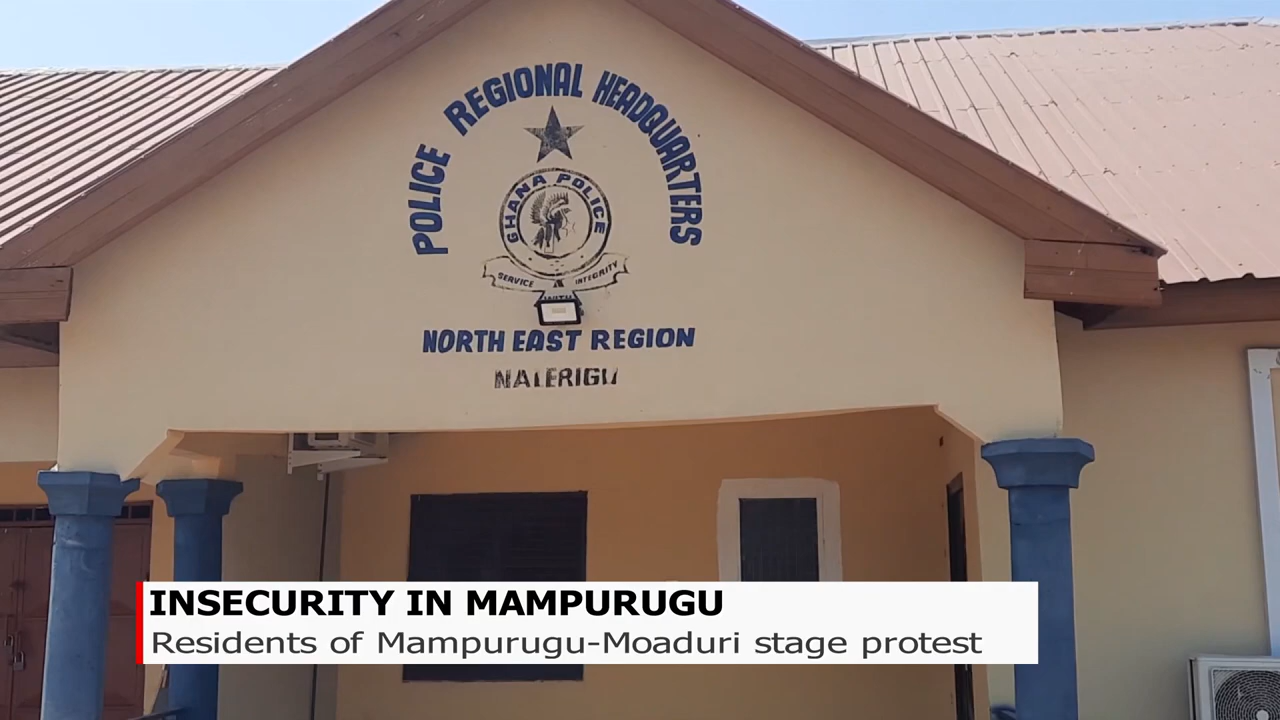 POLICE REGIONAL HEADQUARTERS
GHANA POLICE
SERVICE
WITH
INTEGRITY
NORTH EAST REGION
NALERIGU
INSECURITY IN MAMPURUGU
Residents of Mampurugu-Moaduri stage protest